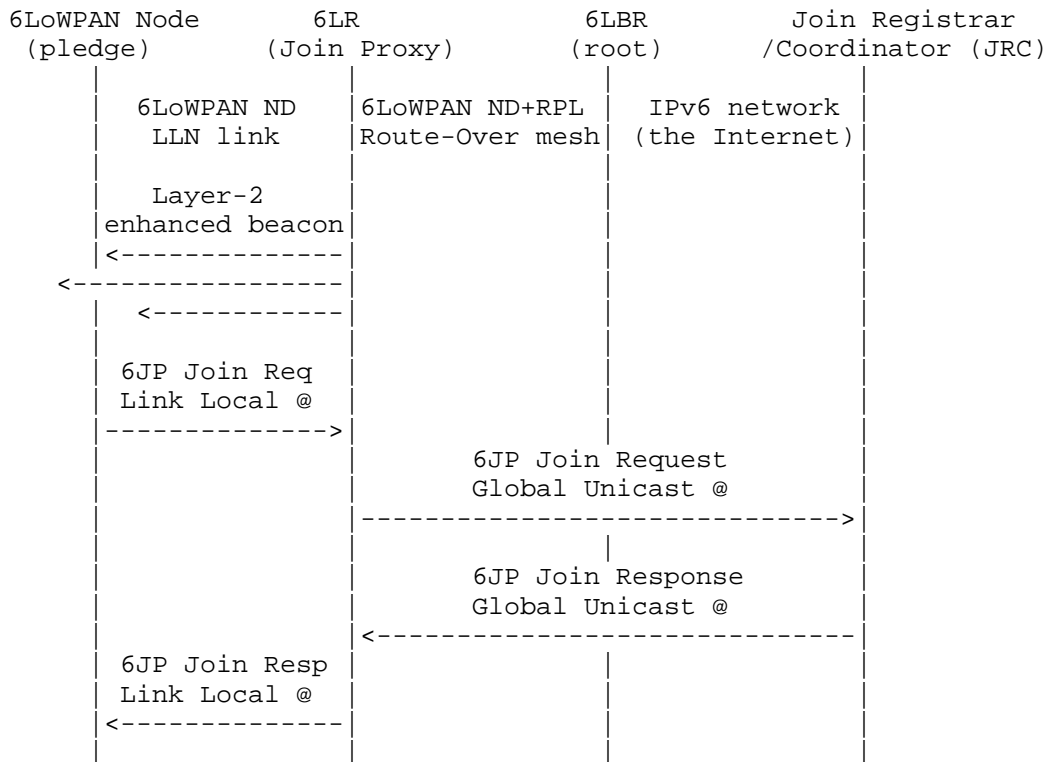 6LoWPAN Node 6LR 6LBR Join Registrar
(pledge) (Join Proxy) (root) /Coordinator (JRC)
6LoWPAN ND 6LoWPAN ND+RPL IPv6 network
LLN link Route-Over mesh (the Internet)
Layer-2
enhanced beacon
6JP Join Req
Link Local @
6JP Join Request
Global Unicast @
6JP Join Response
Global Unicast @
6JP Join Resp
Link Local @